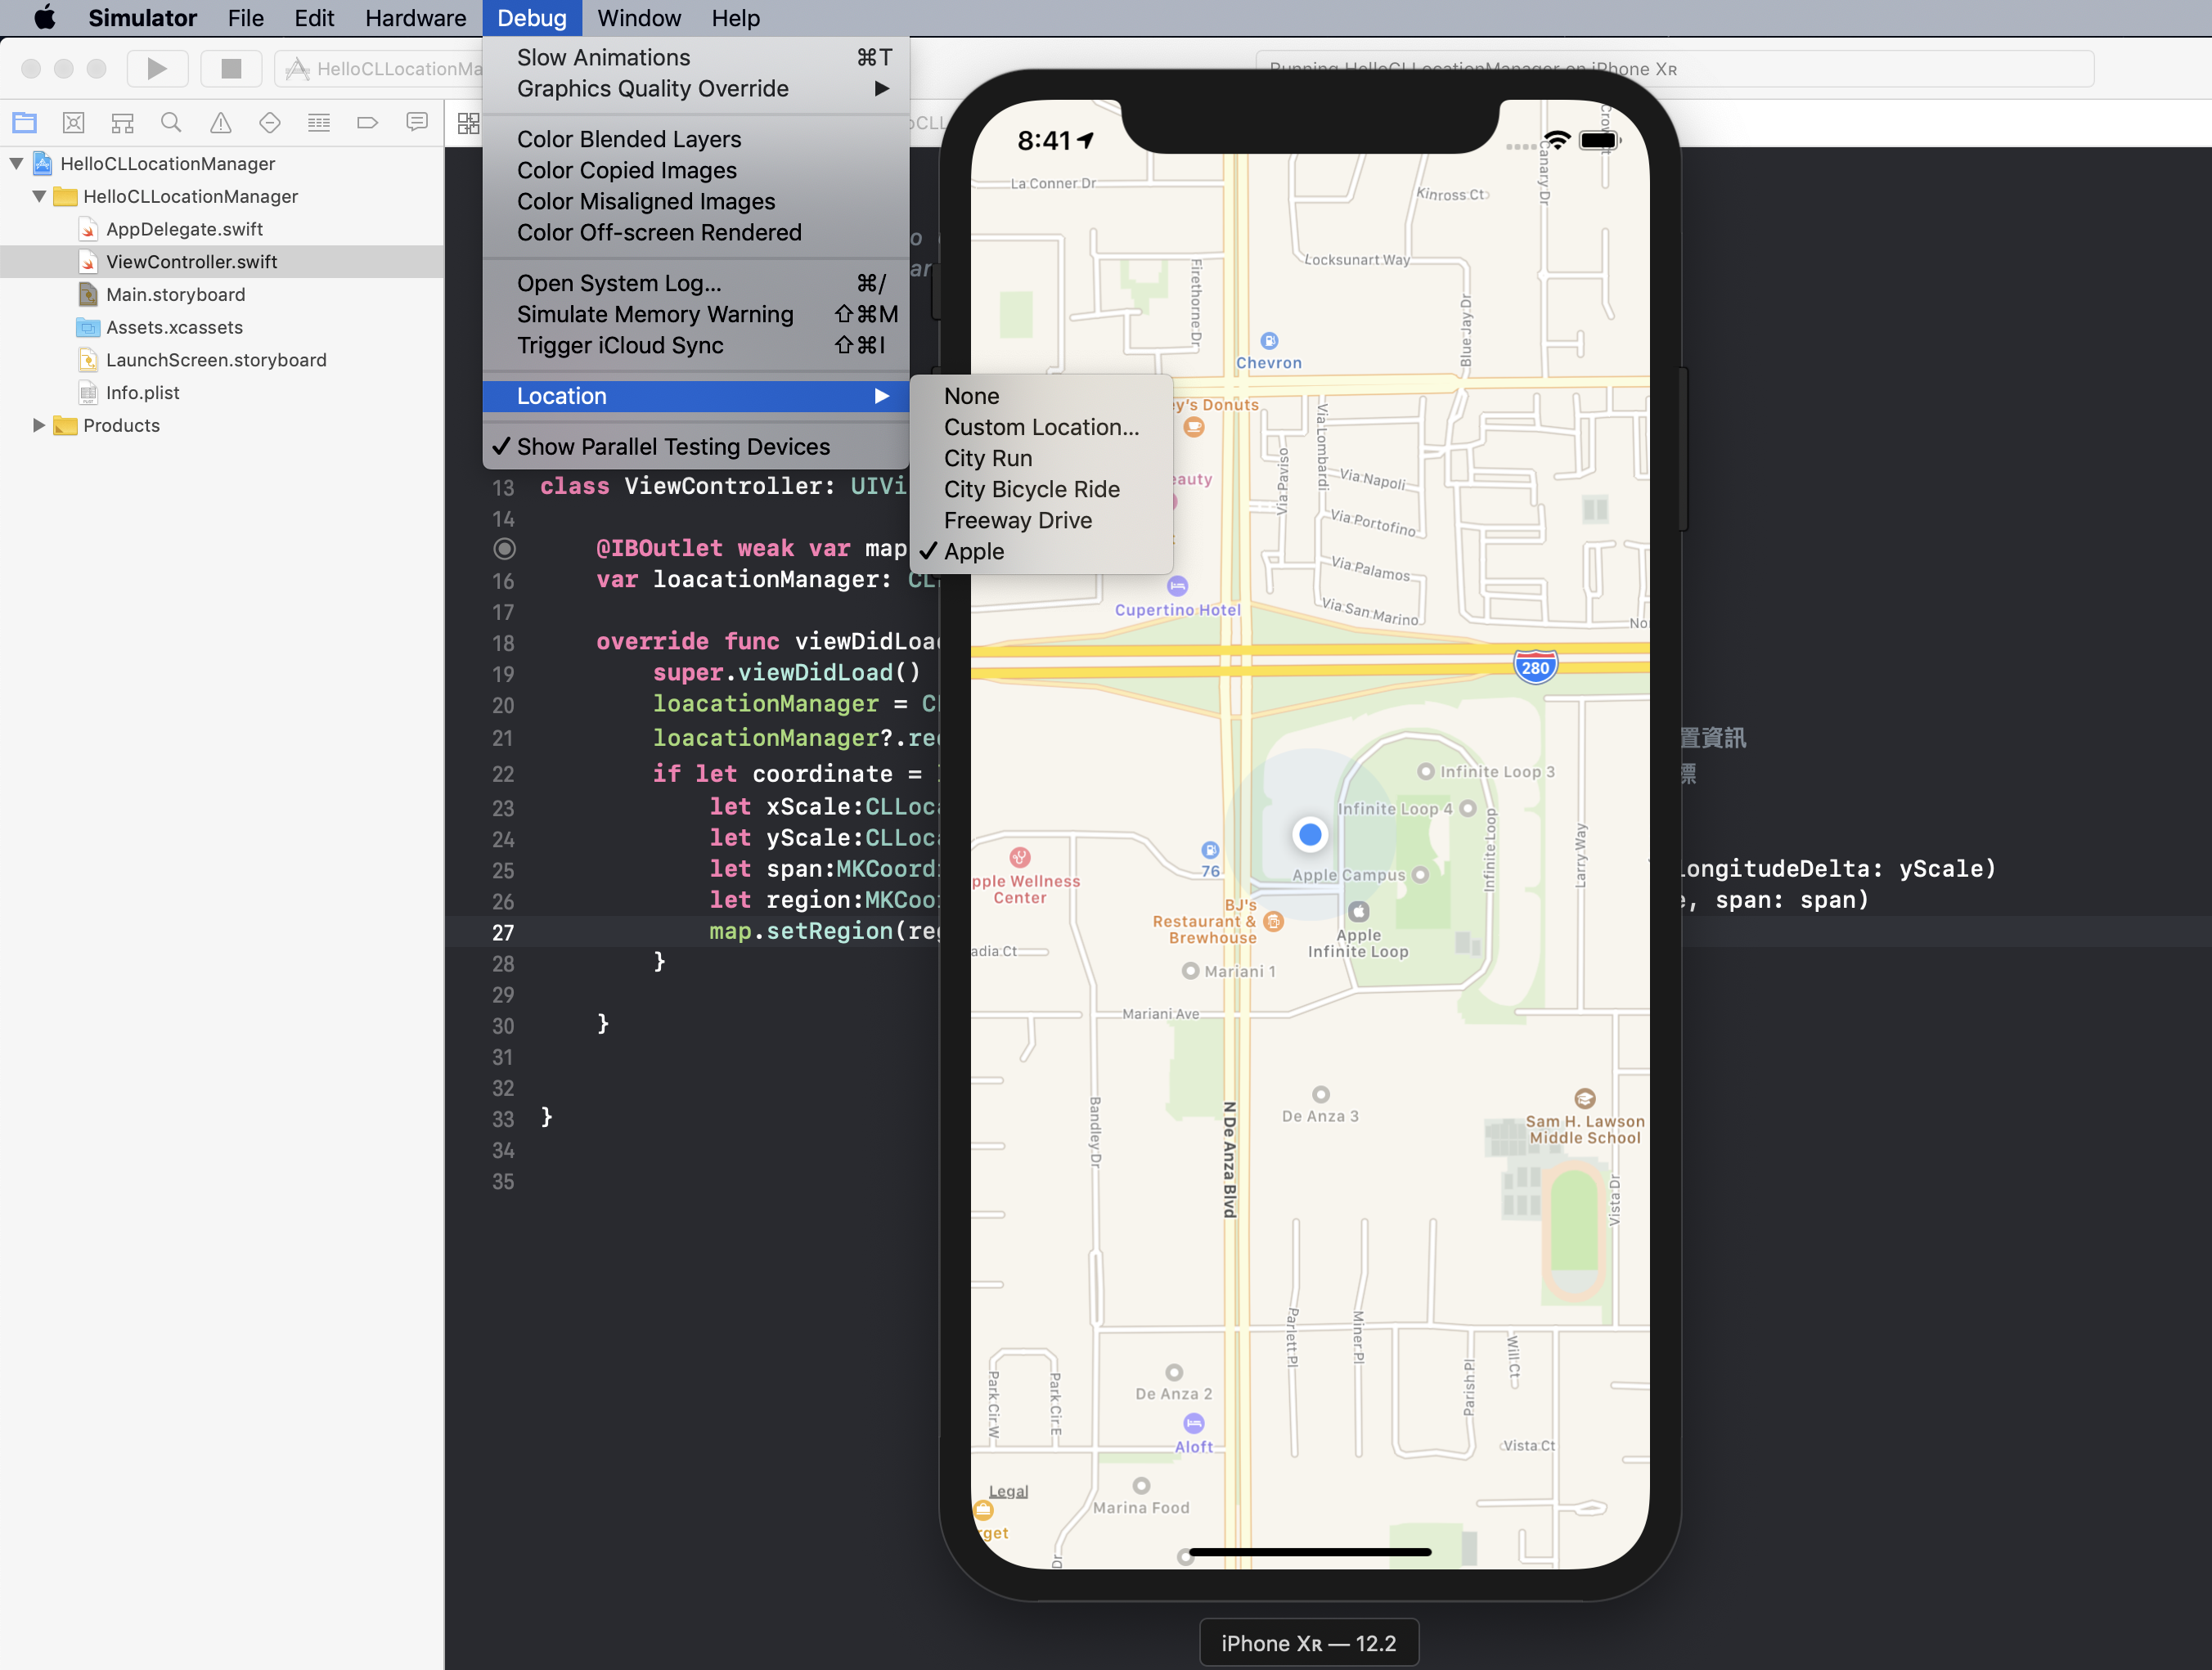 Simulator File Edit Hardware Debug Window Help
HelloCLLocationMa
Running HelloCLLocationManager on iPhone Xʀ
HelloCLLocationManager
HelloCLLocationManager
AppDelegate.swift
ViewController.swift
Main.storyboard
Assets.xcassets
LaunchScreen.storyboard
Info.plist
Products
Slow Animations ⌘T
Graphics Quality Override ▶
Color Blended Layers
Color Copied Images
Color Misaligned Images
Color Off-screen Rendered
Open System Log... ⌘/
Simulate Memory Warning ⇧⌘M
Trigger iCloud Sync ⇧⌘I
Location ▶
✓ Show Parallel Testing Devices
None
Custom Location...
City Run
City Bicycle Ride
Freeway Drive
✓ Apple
13 class ViewController: UIVi
14
@IBOutlet weak var map
16 var loacationManager: CL
17
18 override func viewDidLoad
19 super.viewDidLoad()
20 loacationManager = C
21 loacationManager?.re 置資訊
22 if let coordinate = 標
23 let xScale:CLLoca
24 let yScale:CLLoca
25 let span:MKCoord ongitudeDelta: yScale)
26 let region:MKCoo , span: span)
27 map.setRegion(re
28 }
29
30 }
31
32
33 }
34
35
8:41
La Conner Dr
Kinross Ct
Canary Dr
Locksunart Way
Firethorne Dr
Blue Jay Dr
Chevron
y's Donuts
eauty
Via Lombardi
Via Paviso
Via Napoli
Via Portofino
Via Palamos
Via San Marino
Cupertino Hotel
280
Infinite Loop 3
Infinite Loop 4
Infinite Loop
Larry Way
76
Apple Campus
pple Wellness
Center
BJ's
Restaurant &
Brewhouse
Apple
Infinite Loop
adia Ct
Mariani 1
Mariani Ave
De Anza 3
Bandley Dr
N De Anza Blvd
Sam H. Lawson
Middle School
Vista Dr
Parlett Pl
Miner Pl
Will Ct
Parish Pl
Park Cir W
Park Cir E
De Anza 2
Aloft
Vista Ct
Legal
Marina Food
rget
Dr
iPhone Xʀ — 12.2